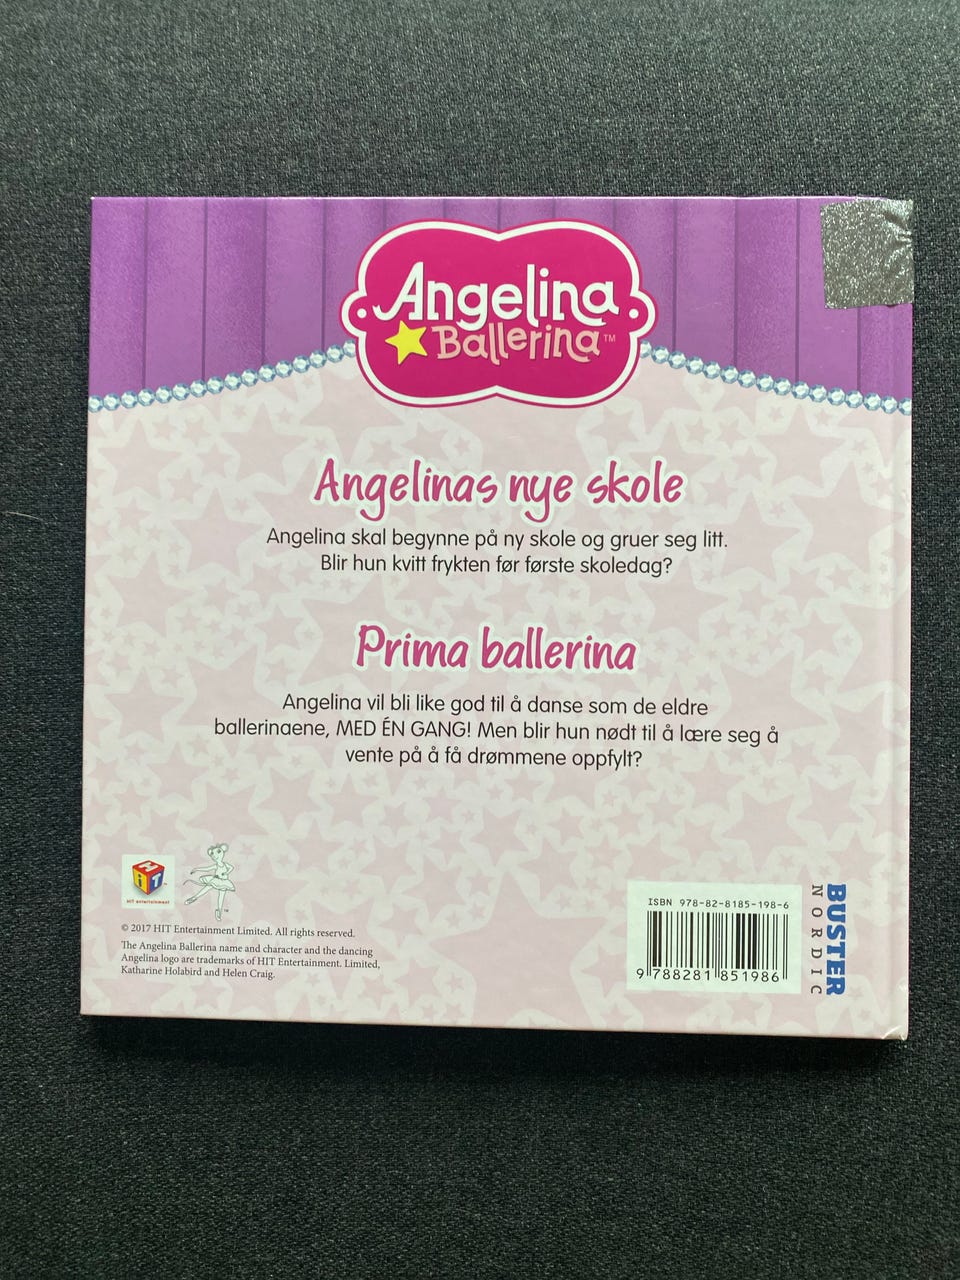 Angelina
Ballerina™
Angelinas nye skole
Angelina skal begynne på ny skole og gruer seg litt.
Blir hun kvitt frykten før første skoledag?
Prima ballerina
Angelina vil bli like god til å danse som de eldre
ballerinaene, MED ÉN GANG! Men blir hun nødt til å lære seg å
vente på å få drømmene oppfylt?
HiT
HIT entertainment
™
© 2017 HIT Entertainment Limited. All rights reserved.
The Angelina Ballerina name and character and the dancing
Angelina logo are trademarks of HIT Entertainment. Limited,
Katharine Holabird and Helen Craig.
ISBN 978-82-8185-198-6
9 788281 851986
BUSTER
NORDIC